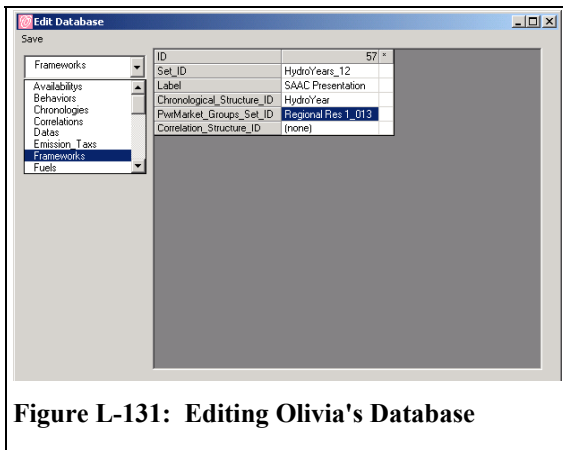 Edit Database
Save
Frameworks
Availabilitys
Behaviors
Chronologies
Correlations
Datas
Emission_Taxs
Frameworks
Fuels
ID 57 *
Set_ID HydroYears_12
Label SAAC Presentation
Chronological_Structure_ID HydroYear
PwrMarket_Groups_Set_ID Regional Res 1_013
Correlation_Structure_ID (none)
Figure L-131: Editing Olivia's Database